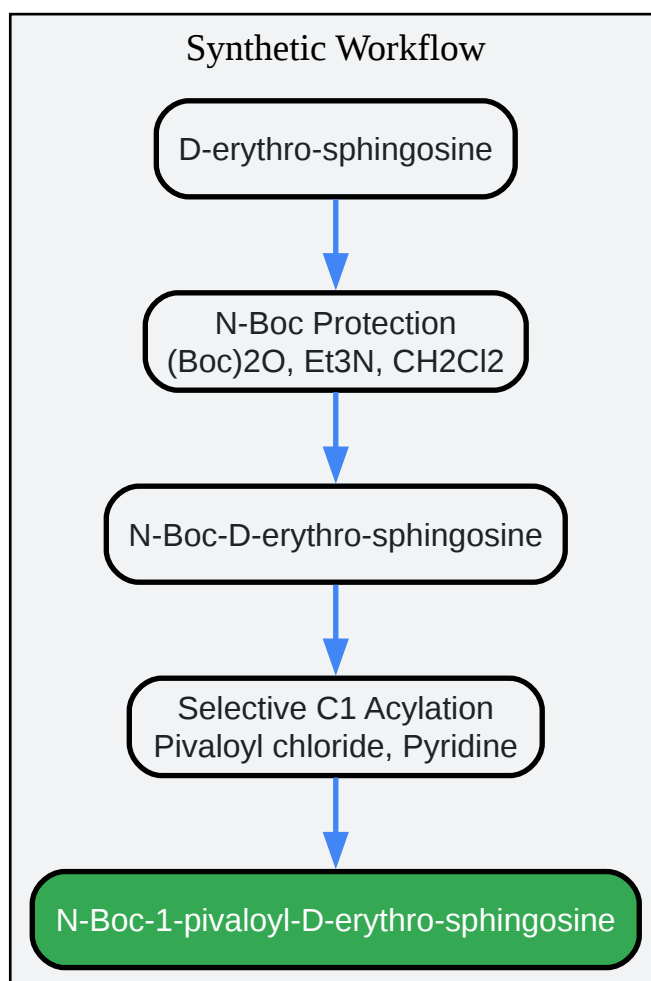 Synthetic Workflow
D-erythro-sphingosine
N-Boc Protection
(Boc)2O, Et3N, CH2Cl2
N-Boc-D-erythro-sphingosine
Selective C1 Acylation
Pivaloyl chloride, Pyridine
N-Boc-1-pivaloyl-D-erythro-sphingosine